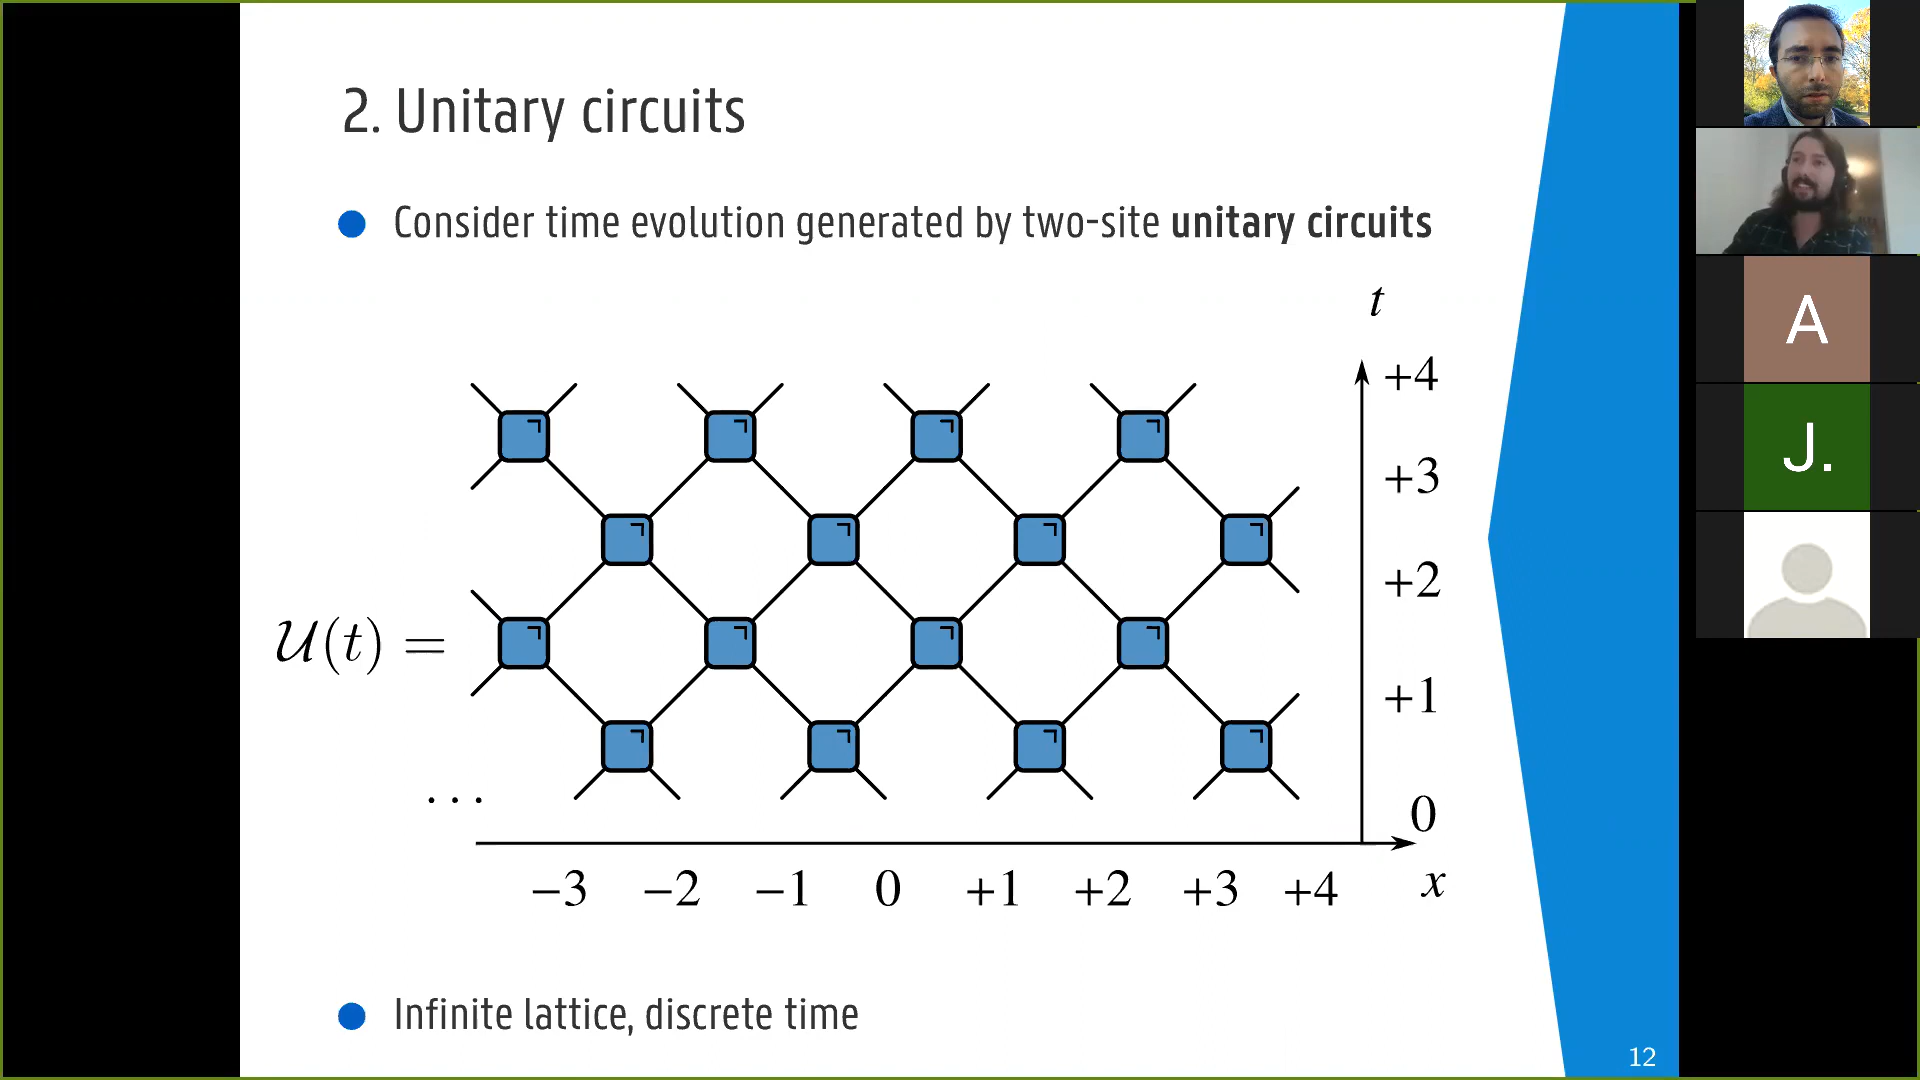 2. Unitary circuits
Consider time evolution generated by two-site unitary circuits
t
+4
+3
+2
𝒰(t) =
+1
...
0
−3 −2 −1 0 +1 +2 +3 +4 x
Infinite lattice, discrete time
12
A
J.